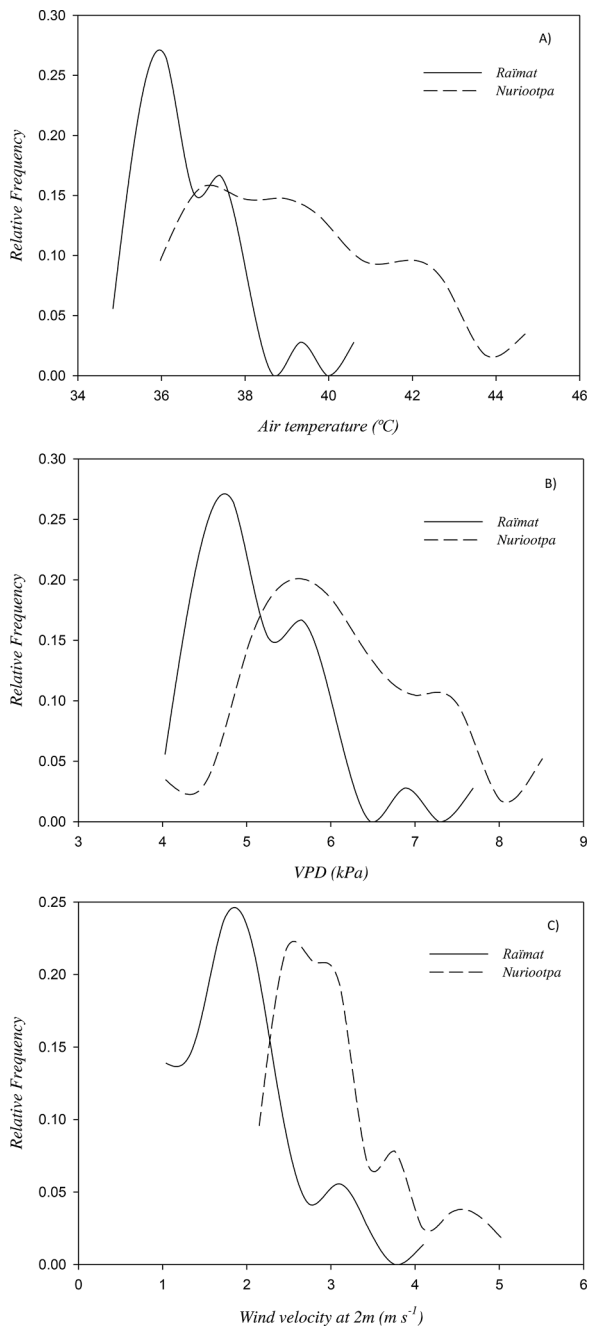 0.30
A)
Raïmat
Nuriootpa
0.25
0.20
0.15
0.10
0.05
0.00
Relative Frequency
34 36 38 40 42 44 46
Air temperature (ºC)
0.30
B)
Raïmat
Nuriootpa
0.25
0.20
0.15
0.10
0.05
0.00
Relative Frequency
3 4 5 6 7 8 9
VPD (kPa)
0.25
C)
Raïmat
Nuriootpa
0.20
0.15
0.10
0.05
0.00
Relative Frequency
0 1 2 3 4 5 6
Wind velocity at 2m (m s⁻¹)